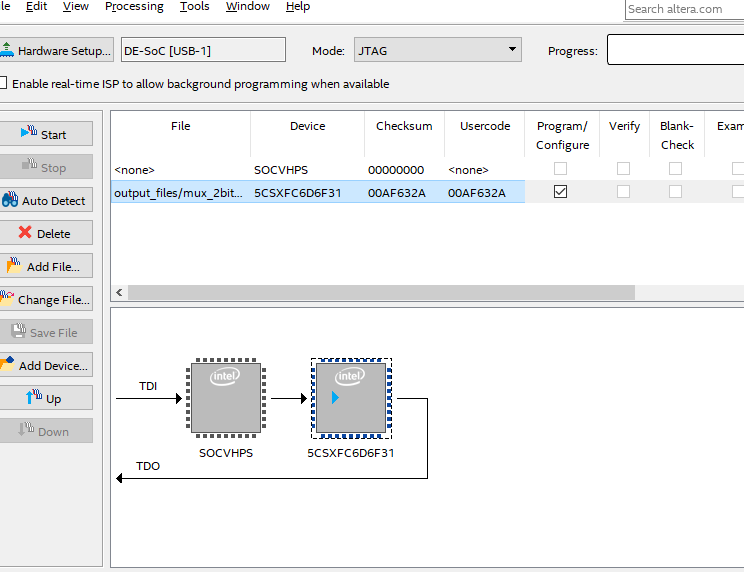 le Edit View Processing Tools Window Help
Search altera.com
Hardware Setup... DE-SoC [USB-1] Mode: JTAG Progress:
Enable real-time ISP to allow background programming when available
Start
Stop
Auto Detect
Delete
Add File...
Change File...
Save File
Add Device...
Up
Down
File Device Checksum Usercode Program/ Verify Blank- Exam
Configure Check
<none> SOCVHPS 00000000 <none>
output_files/mux_2bit... 5CSXFC6D6F31 00AF632A 00AF632A
intel intel
TDI
SOCVHPS 5CSXFC6D6F31
TDO